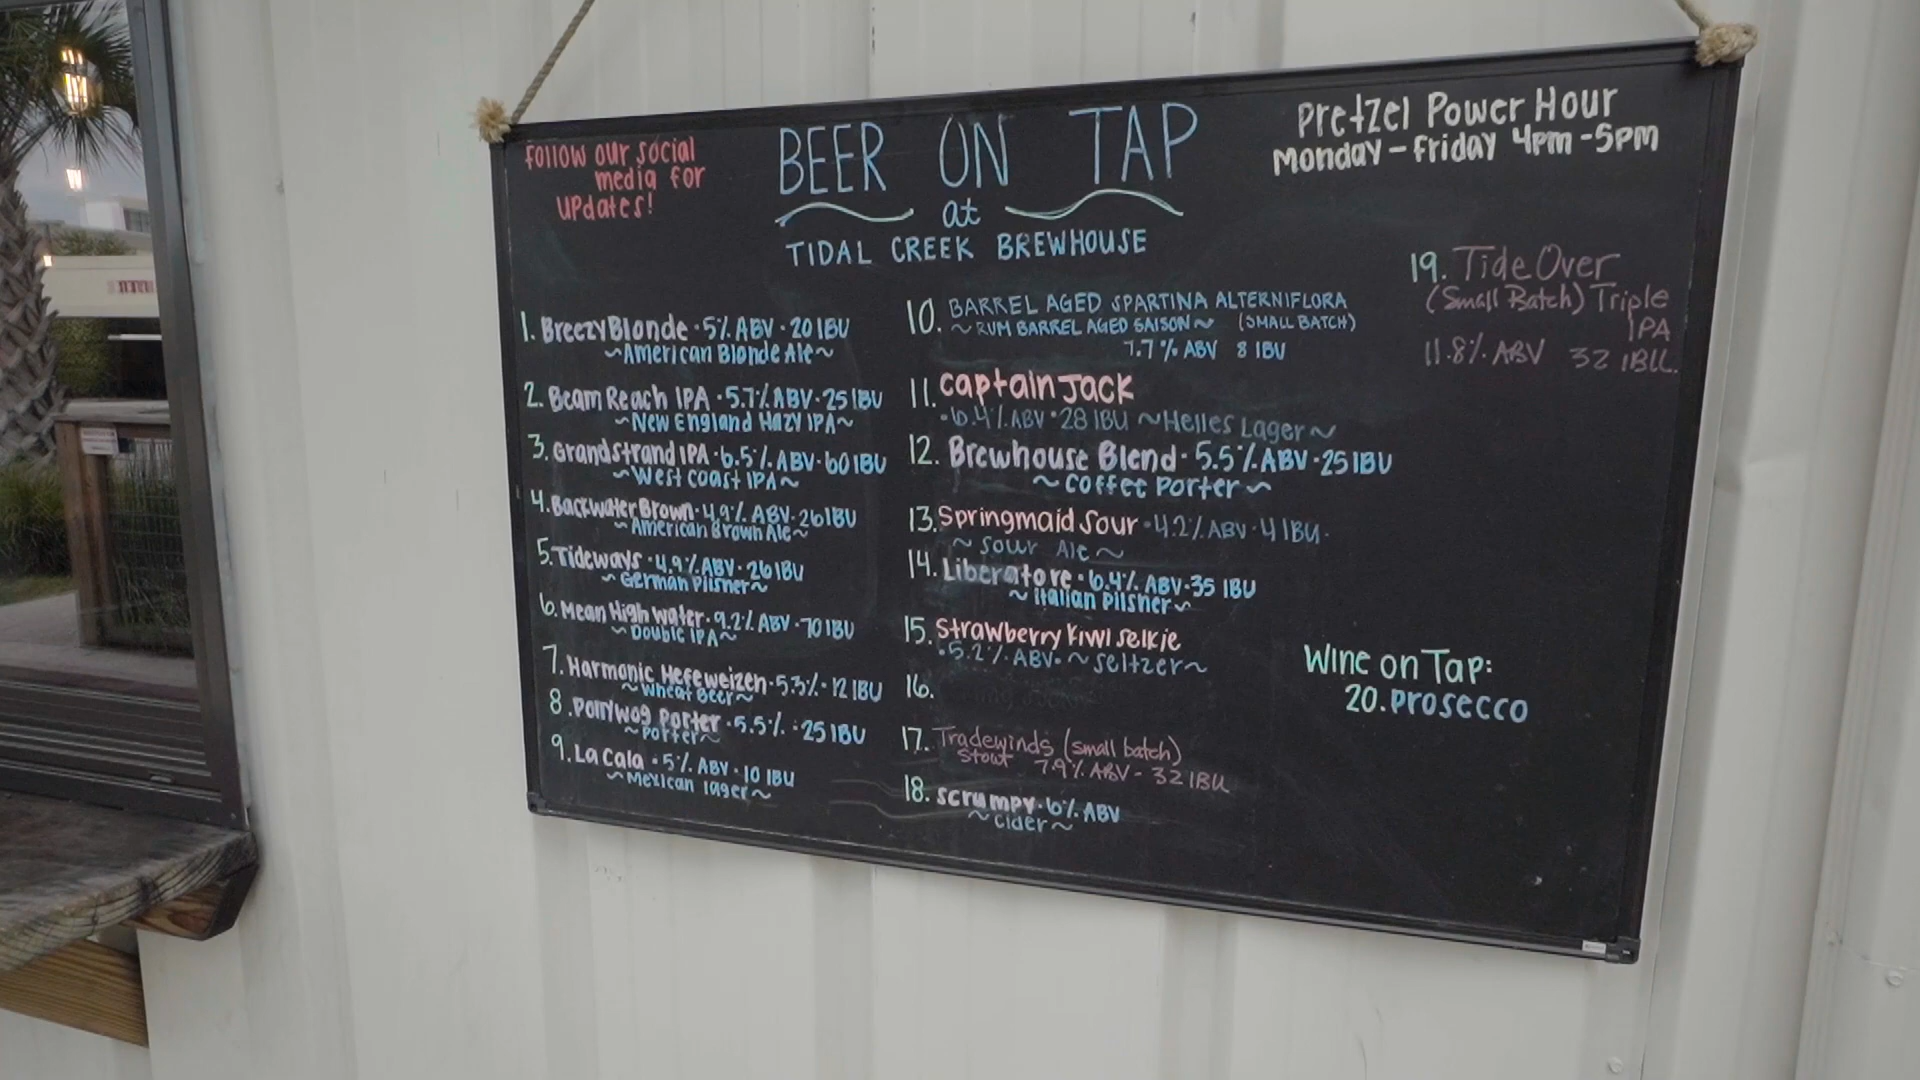 Follow our social
media for
updates!
BEER ON TAP
at
TIDAL CREEK BREWHOUSE
Pretzel Power Hour
Monday - Friday 4pm - 5pm
1. Breezy Blonde · 5% ABV · 20 IBU
~American Blonde Ale~
2. Beam Reach IPA · 5.7% ABV · 25 IBU
~New England Hazy IPA~
3. Grandstrand IPA · 6.5% ABV · 60 IBU
~West Coast IPA~
4. Backwater Brown · 4.9% ABV · 26 IBU
~American Brown Ale~
5. Tideways · 4.9% ABV · 26 IBU
~German Pilsner~
6. Mean High Water · 9.2% ABV · 70 IBU
~Double IPA~
7. Harmonic Hefeweizen · 5.3% · 12 IBU
~Wheat Beer~
8. Pollywog Porter · 5.5% · 25 IBU
~Porter~
9. La Cala · 5% ABV · 10 IBU
~Mexican lager~
10. BARREL AGED SPARTINA ALTERNIFLORA
~ RUM BARREL AGED SAISON ~ (SMALL BATCH)
7.7% ABV 8 IBU
11. Captain Jack
· 6.4% ABV · 28 IBU ~Helles Lager~
12. Brewhouse Blend · 5.5% ABV · 25 IBU
~ Coffee Porter ~
13. Springmaid Sour · 4.2% ABV · 4 IBU ·
~ Sour Ale ~
14. Liberatore · 6.4% ABV · 35 IBU
~ Italian Pilsner ~
15. Strawberry Kiwi Selkie
· 5.2% ABV · ~ Seltzer ~
16.
17. Tradewinds (small batch)
Stout 7.9% ABV - 32 IBU
18. Scrumpy · 6% ABV
~ Cider ~
19. Tide Over
(Small Batch) Triple
IPA
11.8% ABV 32 IBU.
Wine on Tap:
20. Prosecco